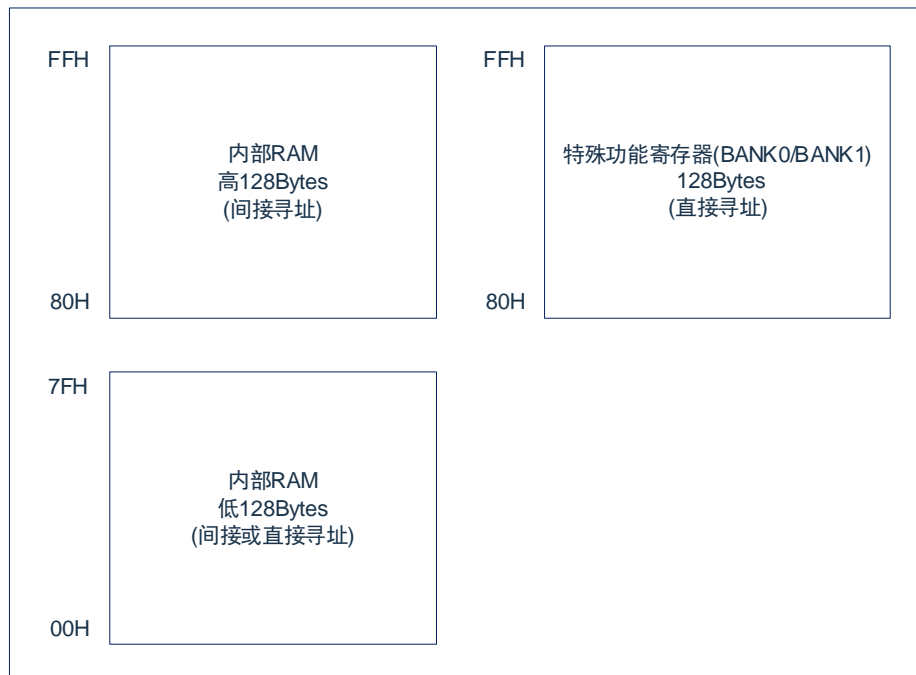 FFH
内部RAM
高128Bytes
(间接寻址)
80H
FFH
特殊功能寄存器(BANK0/BANK1)
128Bytes
(直接寻址)
80H
7FH
内部RAM
低128Bytes
(间接或直接寻址)
00H